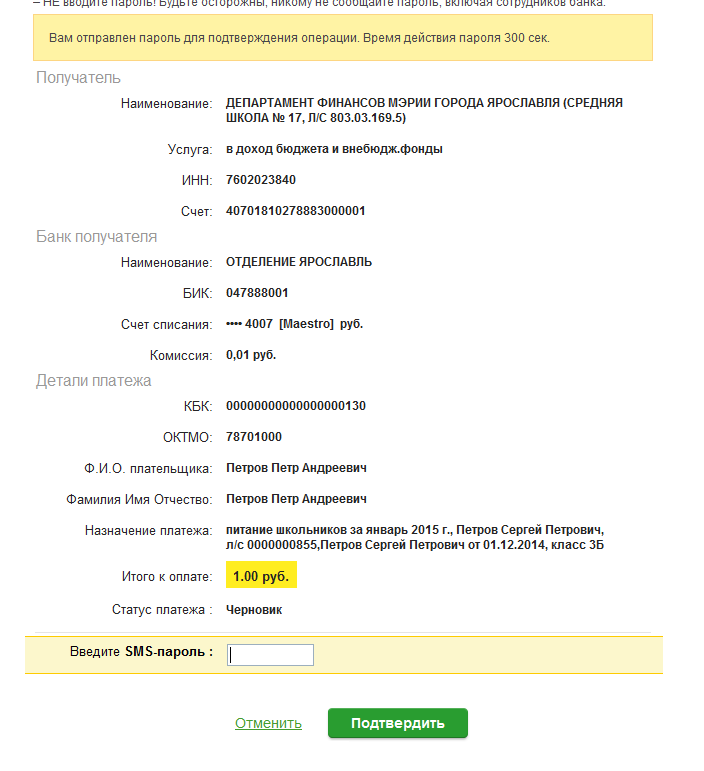 – НЕ вводите пароль! Будьте осторожны, никому не сообщайте пароль, включая сотрудников банка.
Вам отправлен пароль для подтверждения операции. Время действия пароля 300 сек.
Получатель
Наименование: ДЕПАРТАМЕНТ ФИНАНСОВ МЭРИИ ГОРОДА ЯРОСЛАВЛЯ (СРЕДНЯЯ
ШКОЛА № 17, Л/С 803.03.169.5)
Услуга: в доход бюджета и внебюдж.фонды
ИНН: 7602023840
Счет: 40701810278883000001
Банк получателя
Наименование: ОТДЕЛЕНИЕ ЯРОСЛАВЛЬ
БИК: 047888001
Счет списания: •••• 4007 [Maestro] руб.
Комиссия: 0,01 руб.
Детали платежа
КБК: 00000000000000000130
ОКТМО: 78701000
Ф.И.О. плательщика: Петров Петр Андреевич
Фамилия Имя Отчество: Петров Петр Андреевич
Назначение платежа: питание школьников за январь 2015 г., Петров Сергей Петрович,
л/с 0000000855,Петров Сергей Петрович от 01.12.2014, класс 3Б
Итого к оплате: 1.00 руб.
Статус платежа : Черновик
Введите SMS-пароль :
Отменить Подтвердить